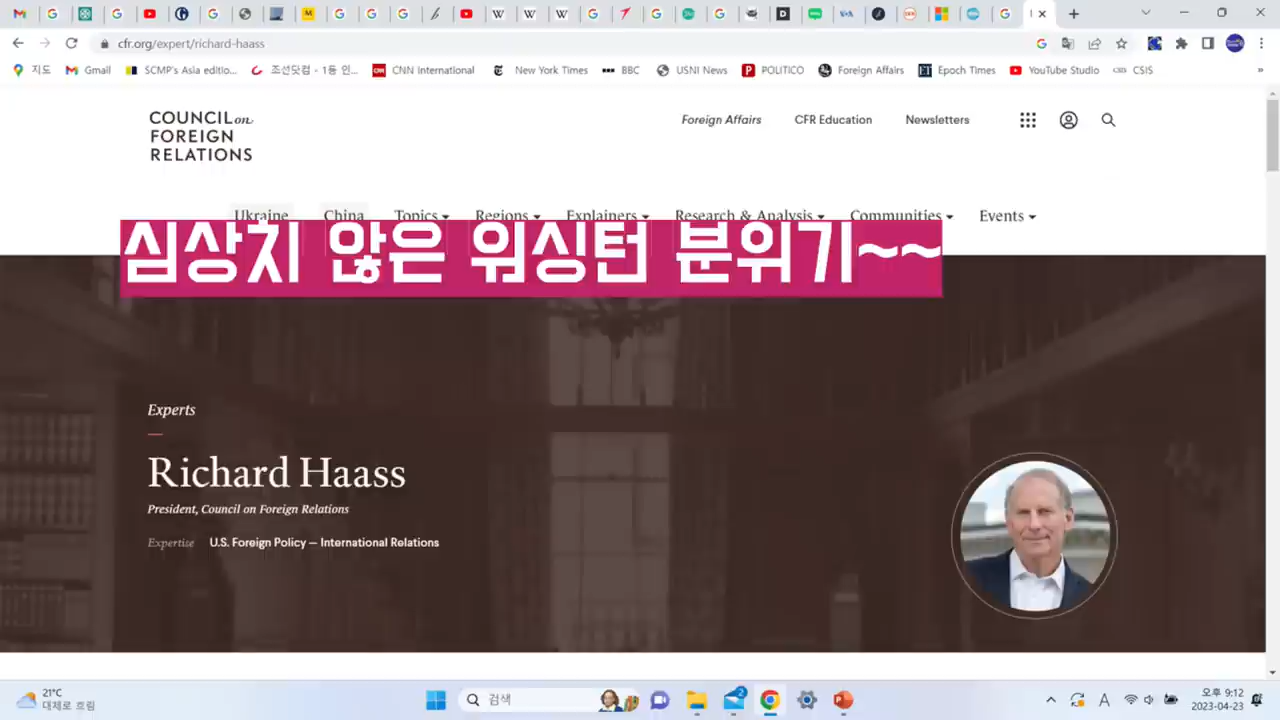 cfr.org/expert/richard-haass
지도 Gmail SCMP's Asia editio... 조선닷컴 - 1등 인... CNN International New York Times BBC USNI News POLITICO Foreign Affairs Epoch Times YouTube Studio CSIS »
COUNCIL on
FOREIGN
RELATIONS
Foreign Affairs CFR Education Newsletters
Ukraine China Topics Regions Explainers Research & Analysis Communities Events
심상치 않은 워싱턴 분위기~~
Experts
Richard Haass
President, Council on Foreign Relations
Expertise U.S. Foreign Policy — International Relations
21°C
대체로 흐림
검색
2
A
오후 9:12
2023-04-23